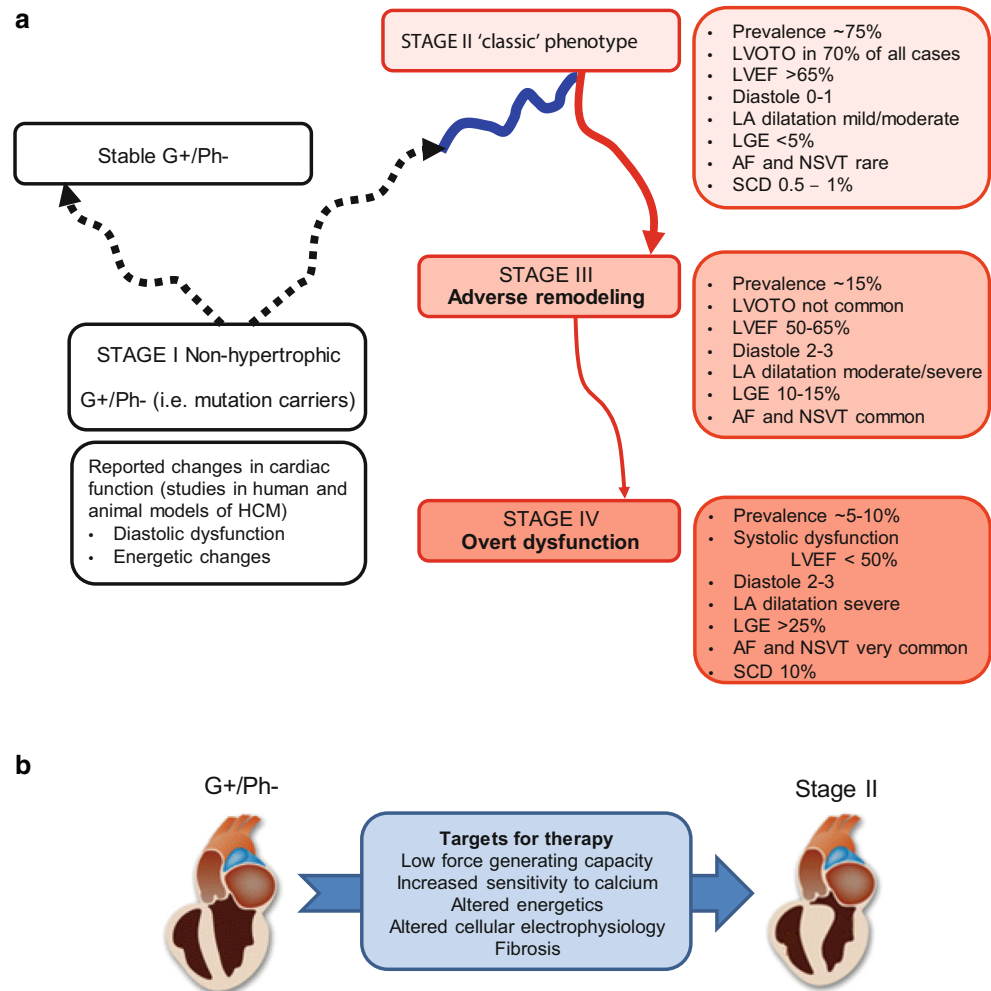 a
STAGE II ‘classic’ phenotype
• Prevalence ~75%
• LVOTO in 70% of all cases
• LVEF >65%
• Diastole 0-1
• LA dilatation mild/moderate
• LGE <5%
• AF and NSVT rare
• SCD 0.5 – 1%
Stable G+/Ph-
STAGE III
Adverse remodeling
• Prevalence ~15%
• LVOTO not common
• LVEF 50-65%
• Diastole 2-3
• LA dilatation moderate/severe
• LGE 10-15%
• AF and NSVT common
STAGE I Non-hypertrophic
G+/Ph- (i.e. mutation carriers)
Reported changes in cardiac
function (studies in human and
animal models of HCM)
• Diastolic dysfunction
• Energetic changes
STAGE IV
Overt dysfunction
• Prevalence ~5-10%
• Systolic dysfunction
LVEF < 50%
• Diastole 2-3
• LA dilatation severe
• LGE >25%
• AF and NSVT very common
• SCD 10%
b
G+/Ph-
Targets for therapy
Low force generating capacity
Increased sensitivity to calcium
Altered energetics
Altered cellular electrophysiology
Fibrosis
Stage II